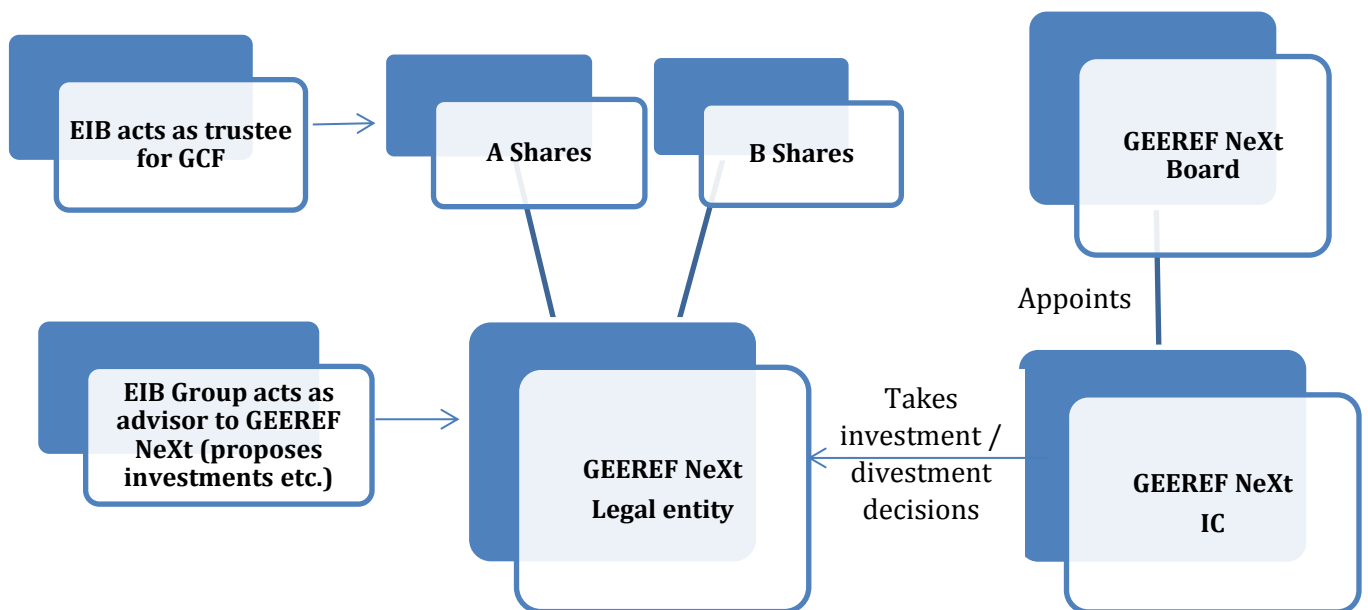 EIB acts as trustee
for GCF
A Shares
B Shares
GEEREF NeXt
Board
Appoints
EIB Group acts as
advisor to GEEREF
NeXt (proposes
investments etc.)
GEEREF NeXt
Legal entity
Takes
investment /
divestment
decisions
GEEREF NeXt
IC